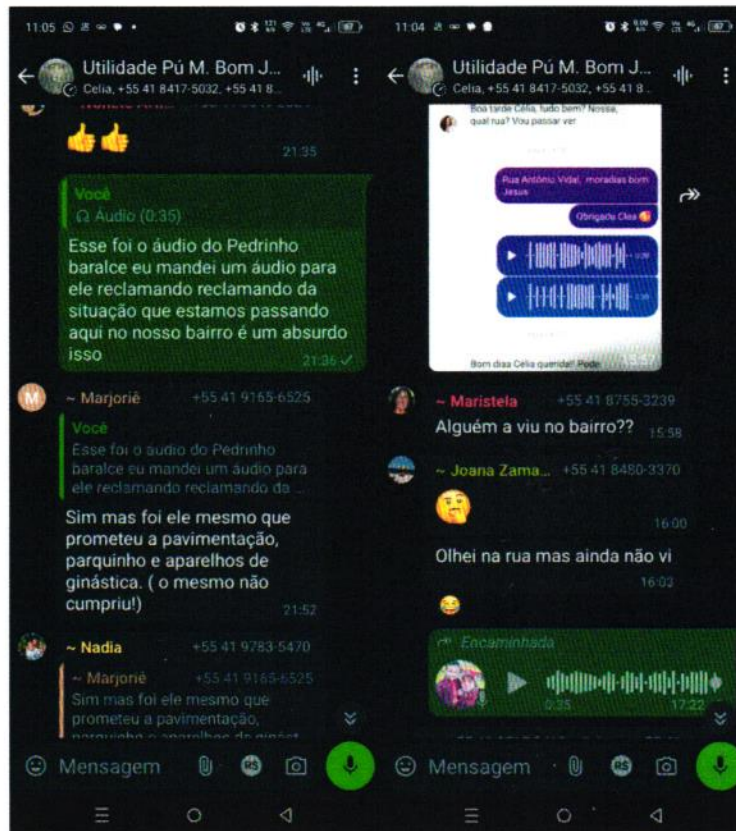 11:05
Utilidade Pú M. Bom J...
Celia, +55 41 8417-5032, +55 41 8...
21:35
Você
Áudio (0:35)
Esse foi o áudio do Pedrinho
baralce eu mandei um áudio para
ele reclamando reclamando da
situação que estamos passando
aqui no nosso bairro é um absurdo
isso
21:36
M
~ Marjoriê +55 41 9165-6525
Você
Esse foi o áudio do Pedrinho
baralce eu mandei um áudio para
ele reclamando reclamando da ...
Sim mas foi ele mesmo que
prometeu a pavimentação,
parquinho e aparelhos de
ginástica. ( o mesmo não
cumpriu!)
21:52
~ Nadia +55 41 9783-5470
~ Marjoriê +55 41 9165-6525
Sim mas foi ele mesmo que
prometeu a pavimentação,
parquinho e aparelhos de ginást...
Mensagem
11:04
Utilidade Pú M. Bom J...
Celia, +55 41 8417-5032, +55 41 8...
Boa tarde Célia, tudo bem? Nossa,
qual rua? Vou passar ver
Rua Antônio Vidal, moradias bom
Jesus
Obrigado Clea
Bom diaa Celia querida!! Pode
15:57
~ Maristela +55 41 8755-3239
Alguém a viu no bairro??
15:58
~ Joana Zama... +55 41 8480-3370
16:00
Olhei na rua mas ainda não vi
16:03
Encaminhada
0:35 17:22
Mensagem